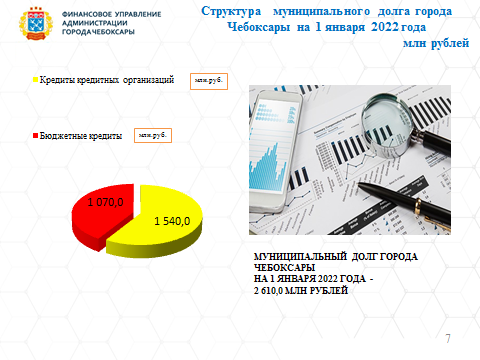 ФИНАНСОВОЕ УПРАВЛЕНИЕ
АДМИНИСТРАЦИИ
ГОРОДА ЧЕБОКСАРЫ
Структура муниципального долга города
Чебоксары на 1 января 2022 года
млн рублей
Кредиты кредитных организаций
млн.руб.
Бюджетные кредиты
млн.руб.
1 070,0
1 540,0
МУНИЦИПАЛЬНЫЙ ДОЛГ ГОРОДА
ЧЕБОКСАРЫ
НА 1 ЯНВАРЯ 2022 ГОДА -
2 610,0 МЛН РУБЛЕЙ
7